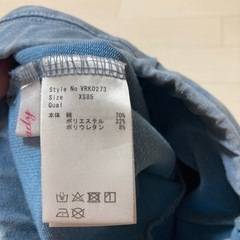 Style No VRK0273
Size XS85
Qual
本体 綿 70%
ポリエステル 22%
ポリウレタン 8%